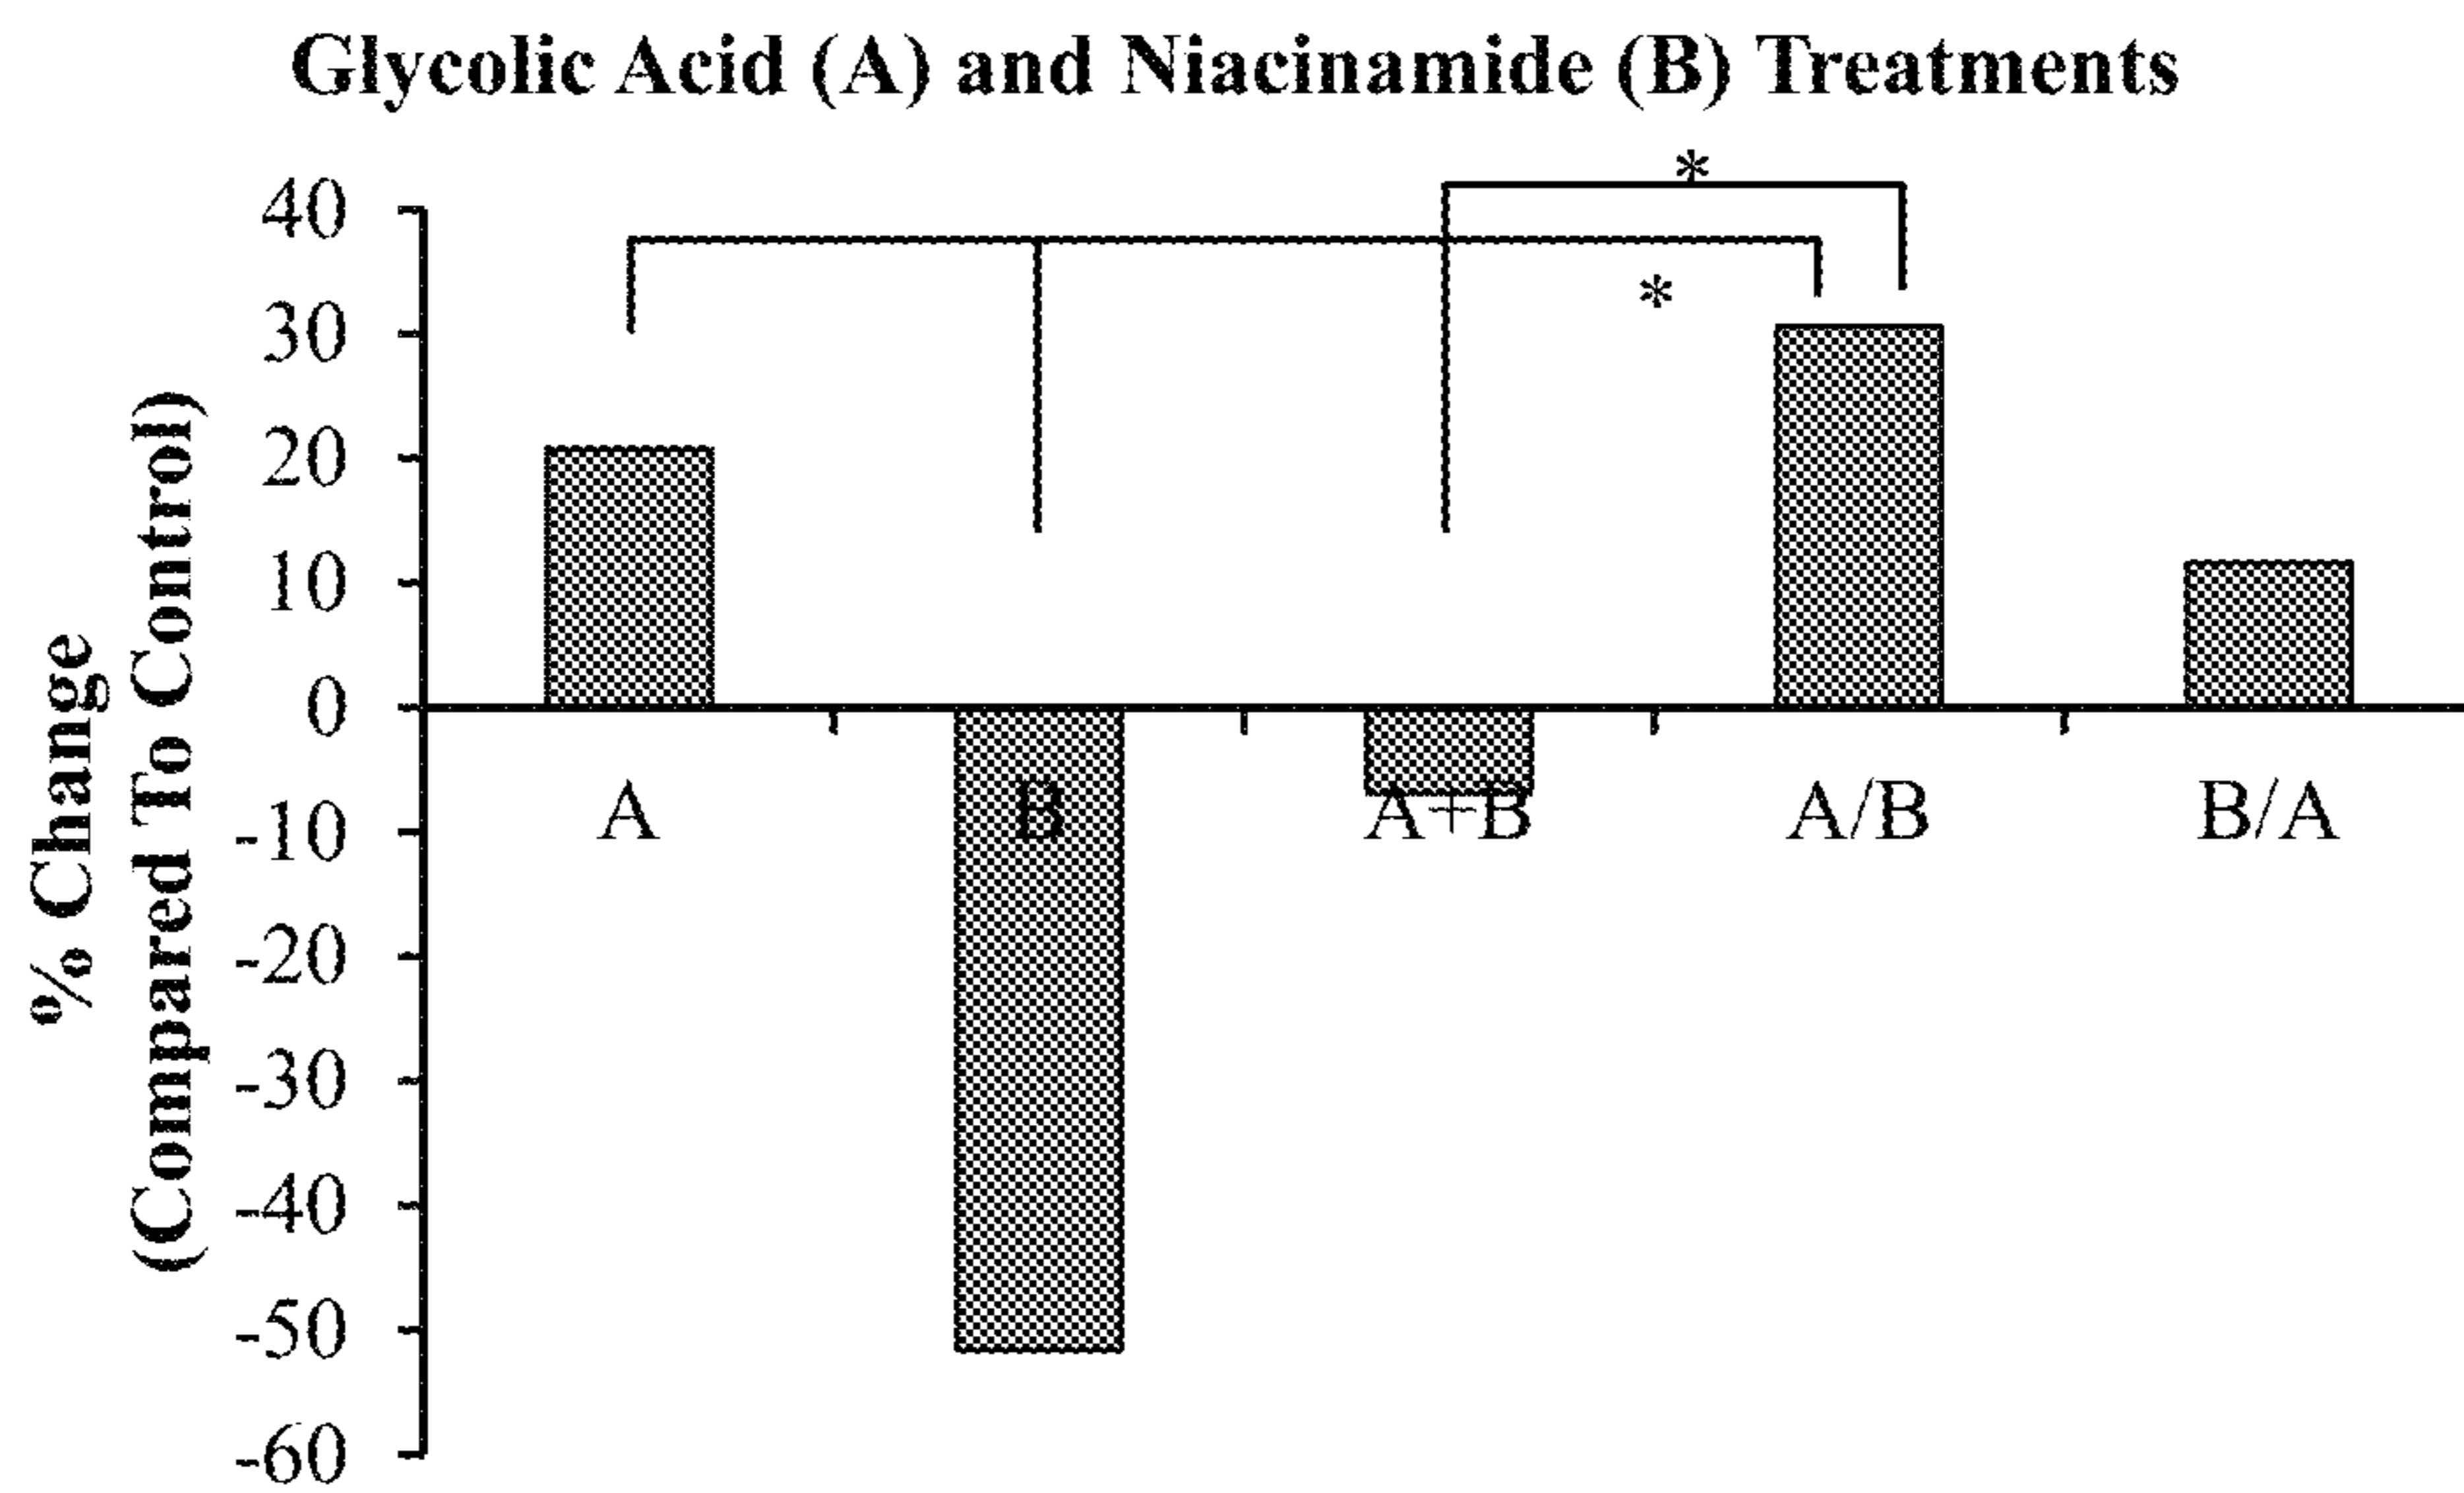 Glycolic Acid (A) and Niacinamide (B) Treatments
*
*
% Change
(Compared To Control)
40
30
20
10
0
-10
-20
-30
-40
-50
-60
A
B
A+B
A/B
B/A